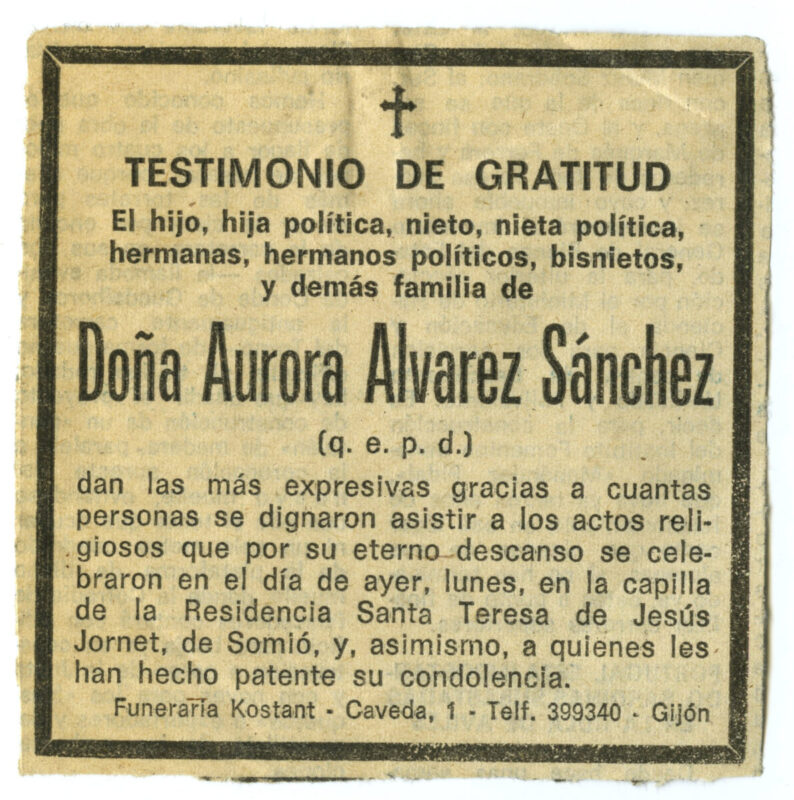 TESTIMONIO DE GRATITUD
El hijo, hija política, nieto, nieta política,
hermanas, hermanos políticos, bisnietos,
y demás familia de
Doña Aurora Alvarez Sánchez
(q. e. p. d.)
dan las más expresivas gracias a cuantas
personas se dignaron asistir a los actos reli-
giosos que por su eterno descanso se cele-
braron en el día de ayer, lunes, en la capilla
de la Residencia Santa Teresa de Jesús
Jornet, de Somió, y, asimismo, a quienes les
han hecho patente su condolencia.
Funeraría Kostant - Caveda, 1 - Telf. 399340 - Gijón